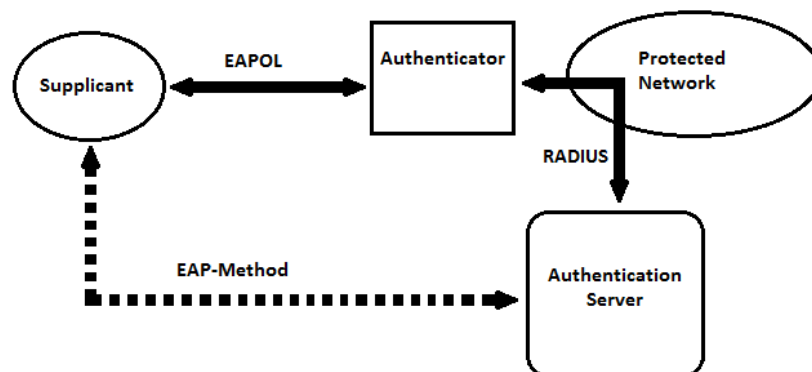 EAPOL
Supplicant
Authenticator
Protected
Network
RADIUS
EAP-Method
Authentication
Server